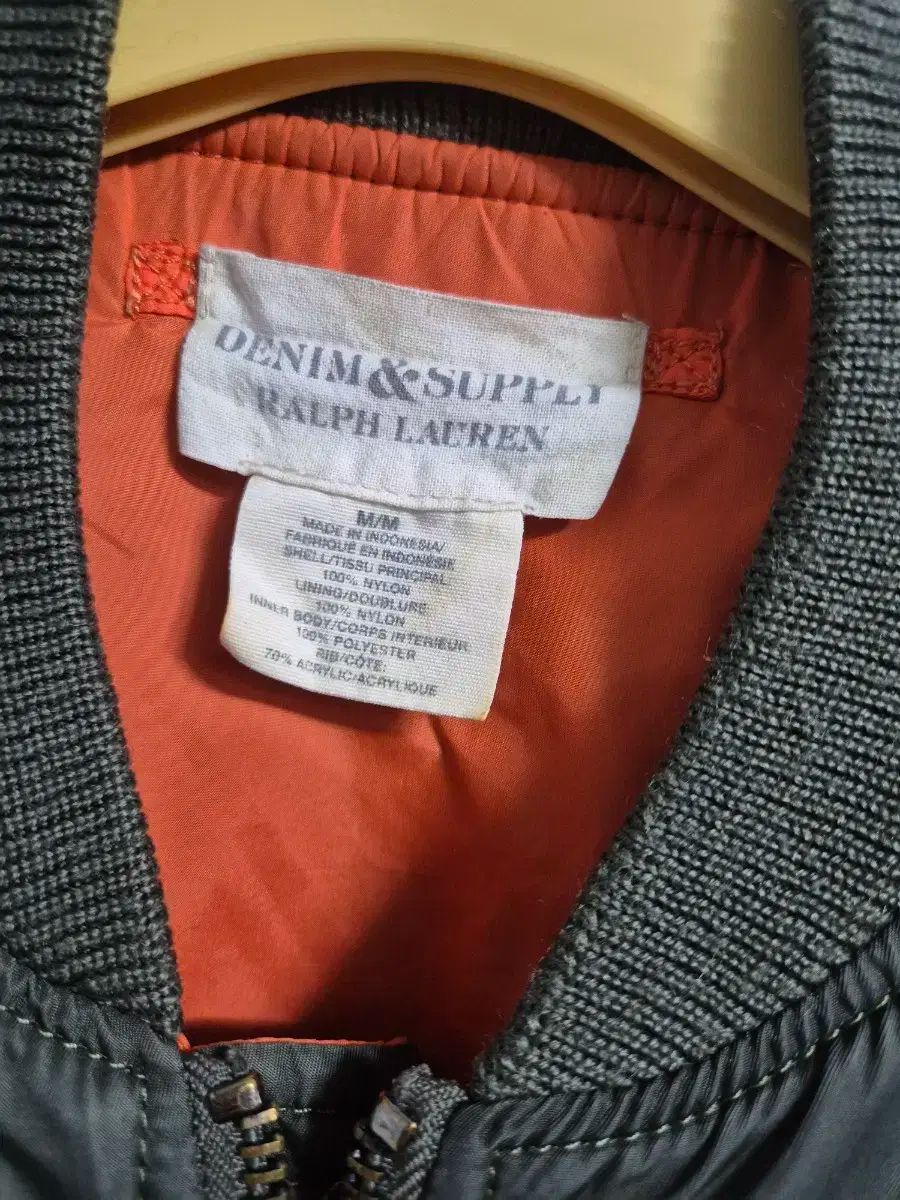 DENIM & SUPPLY
RALPH LAUREN
M/M
MADE IN INDONESIA/
FABRIQUÉ EN INDONESIE
SHELL/TISSU PRINCIPAL
100% NYLON
LINING/DOUBLURE
100% NYLON
INNER BODY/CORPS INTERIEUR
100% POLYESTER
RIB/CÔTE:
70% ACRYLIC/ACRYLIQUE